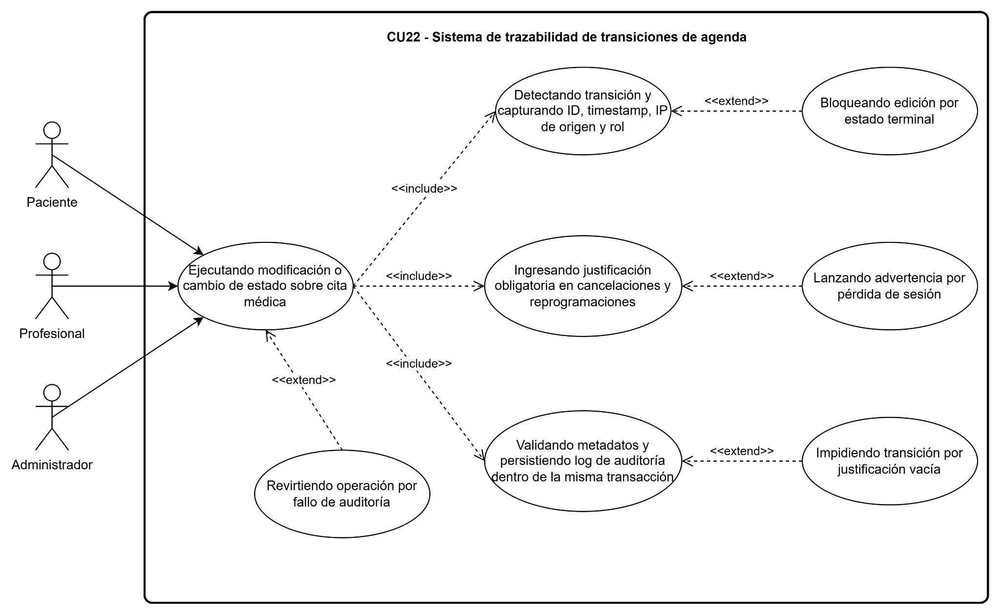 CU22 - Sistema de trazabilidad de transiciones de agenda
Detectando transición y
capturando ID, timestamp, IP
de origen y rol
<<extend>>
Bloqueando edición por
estado terminal
<<include>>
Paciente
Ejecutando modificación o
cambio de estado sobre cita
médica
<<include>>
Ingresando justificación
obligatoria en cancelaciones y
reprogramaciones
<<extend>>
Lanzando advertencia por
pérdida de sesión
Profesional
<<include>>
<<extend>>
Administrador
Validando metadatos y
persistiendo log de auditoría
dentro de la misma transacción
<<extend>>
Impidiendo transición por
justificación vacía
Revirtiendo operación por
fallo de auditoría